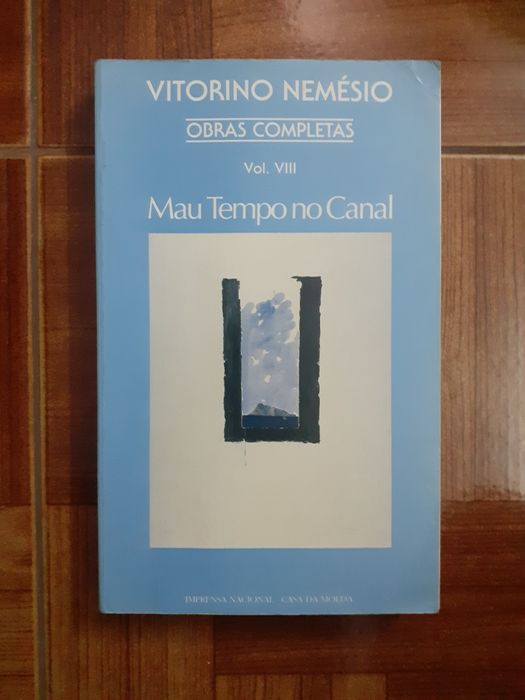 VITORINO NEMÉSIO
OBRAS COMPLETAS
Vol. VIII
Mau Tempo no Canal
IMPRENSA NACIONAL - CASA DA MOEDA